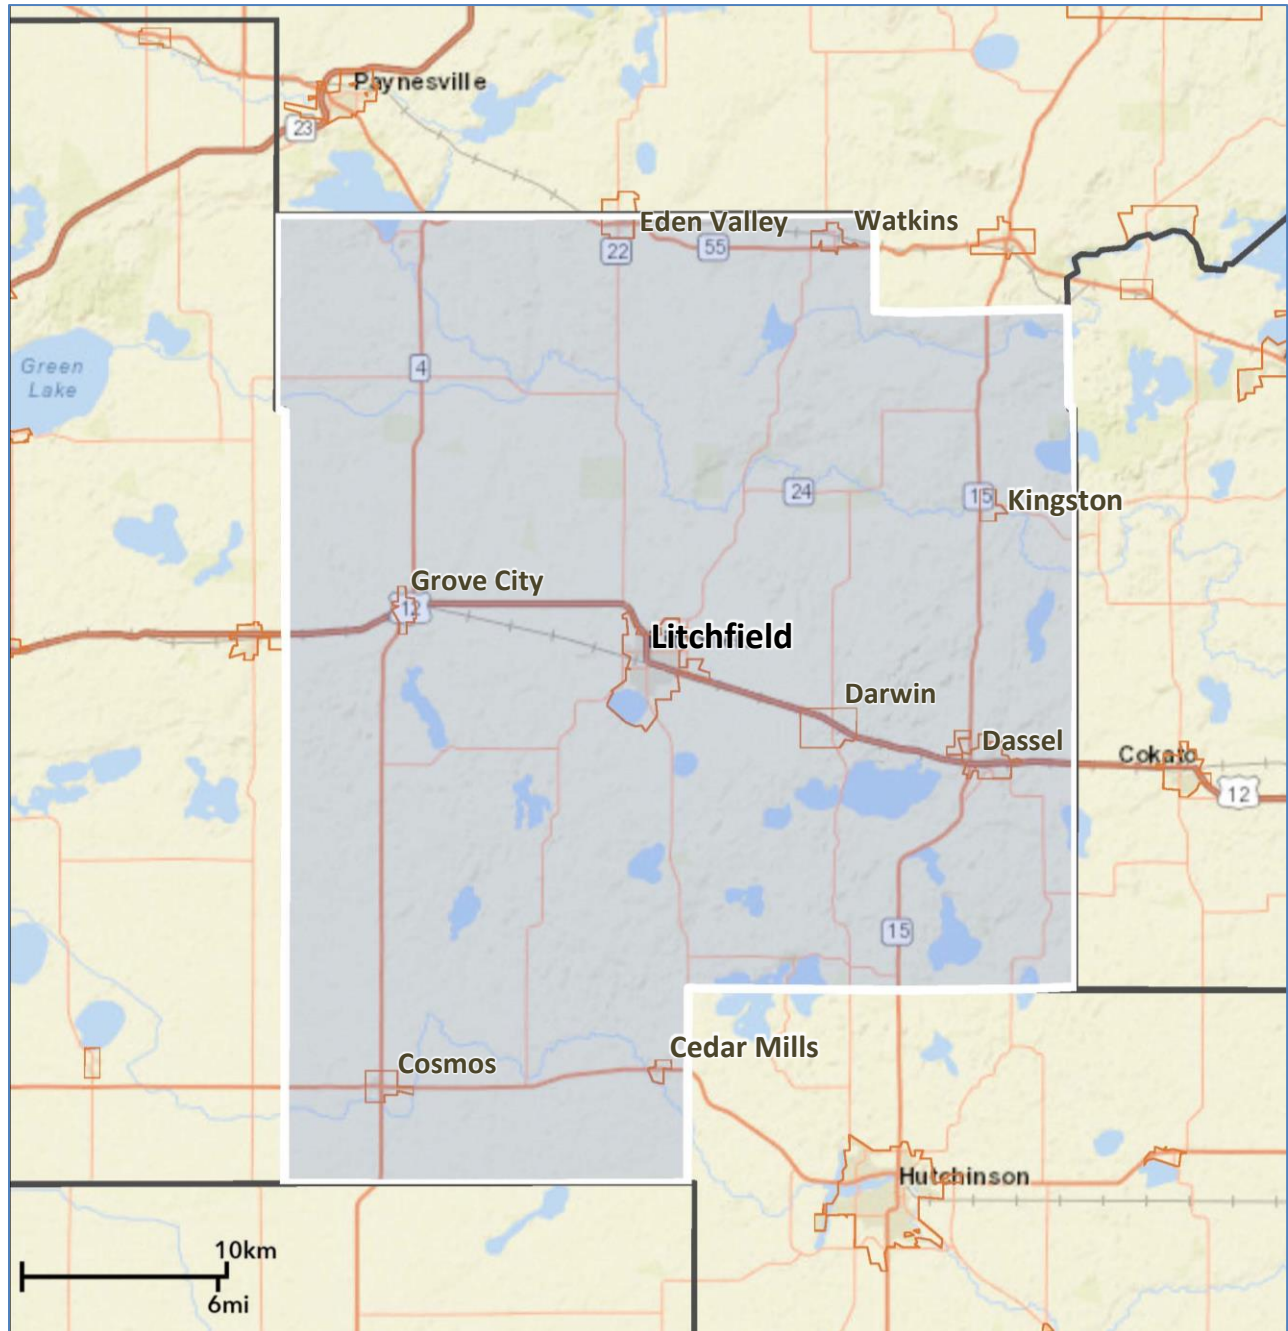 Paynesville
23
Eden Valley
Watkins
22
55
Green
Lake
4
24
15
Kingston
Grove City
12
Litchfield
Darwin
Dassel
Cokato
12
15
Cedar Mills
Cosmos
Hutchinson
10km
6mi